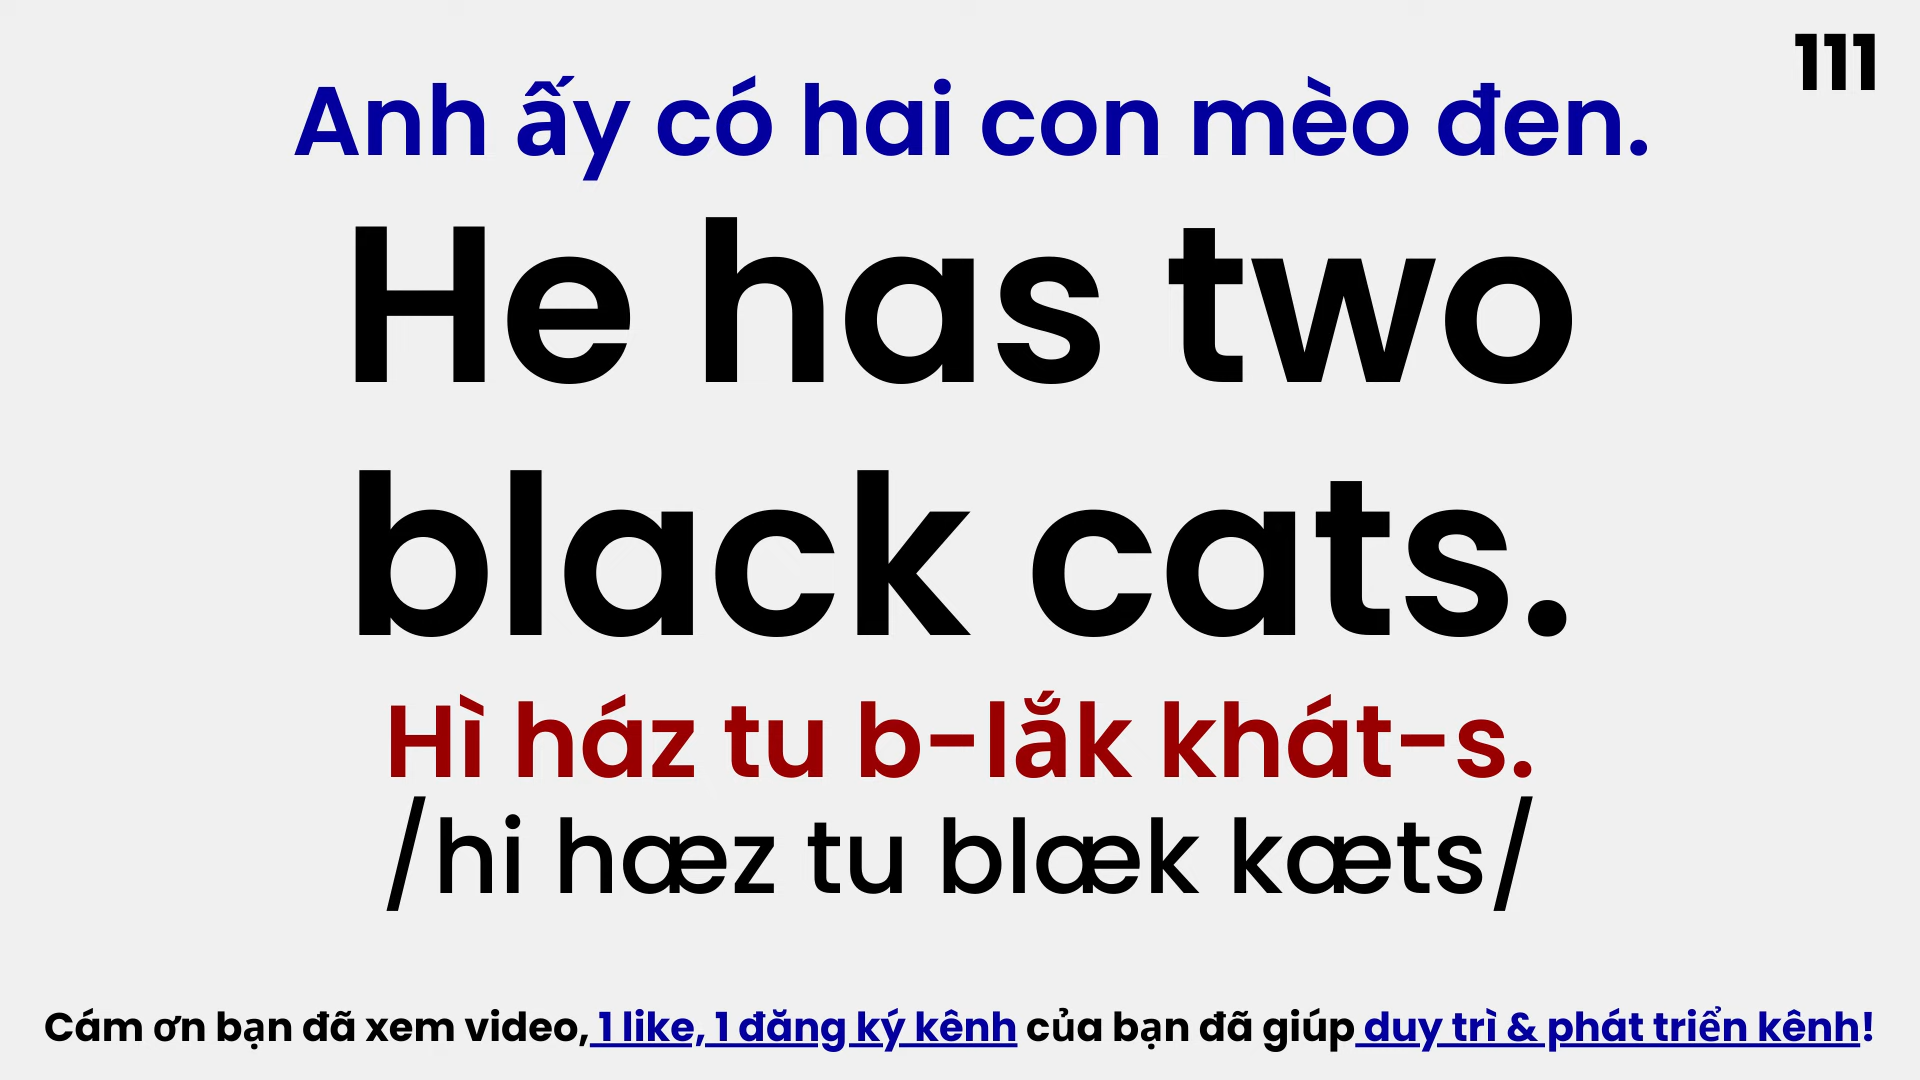 111
Anh ấy có hai con mèo đen.
He has two
black cats.
Hì ház tu b-lắk khát-s.
/hi hæz tu blæk kæts/
Cám ơn bạn đã xem video, 1 like, 1 đăng ký kênh của bạn đã giúp duy trì & phát triển kênh!